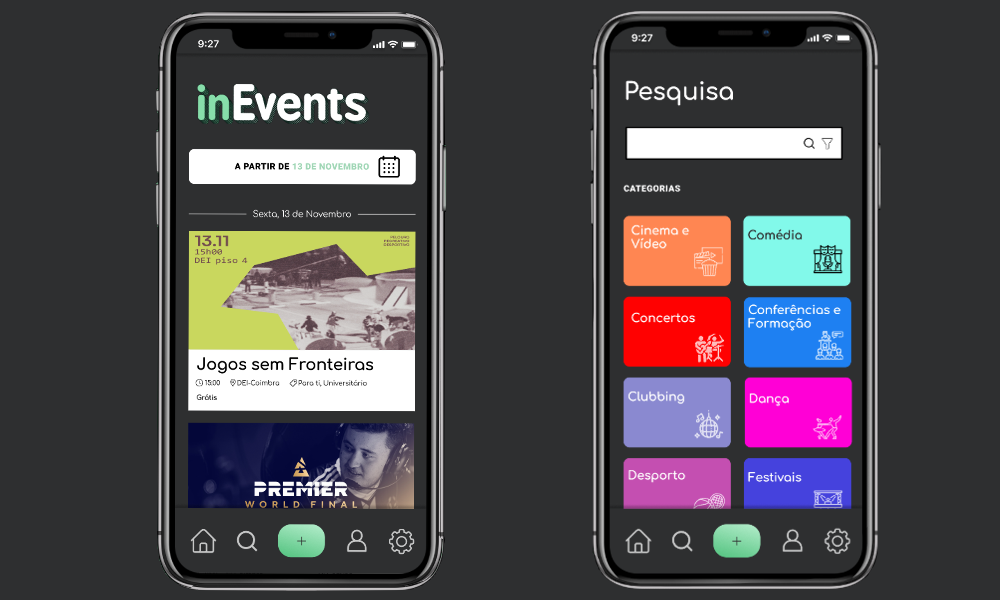 9:27
inEvents
A PARTIR DE 13 DE NOVEMBRO
Sexta, 13 de Novembro
13.11
15h00
DEI piso 4
Jogos sem Fronteiras
15:00 DEI-Coimbra Para ti, Universitário
Grátis
PREMIER
WORLD FINAL
+
9:27
Pesquisa
CATEGORIAS
Cinema e
Vídeo
Comédia
Concertos
Conferências e
Formação
Clubbing
Dança
Desporto
Festivais
+